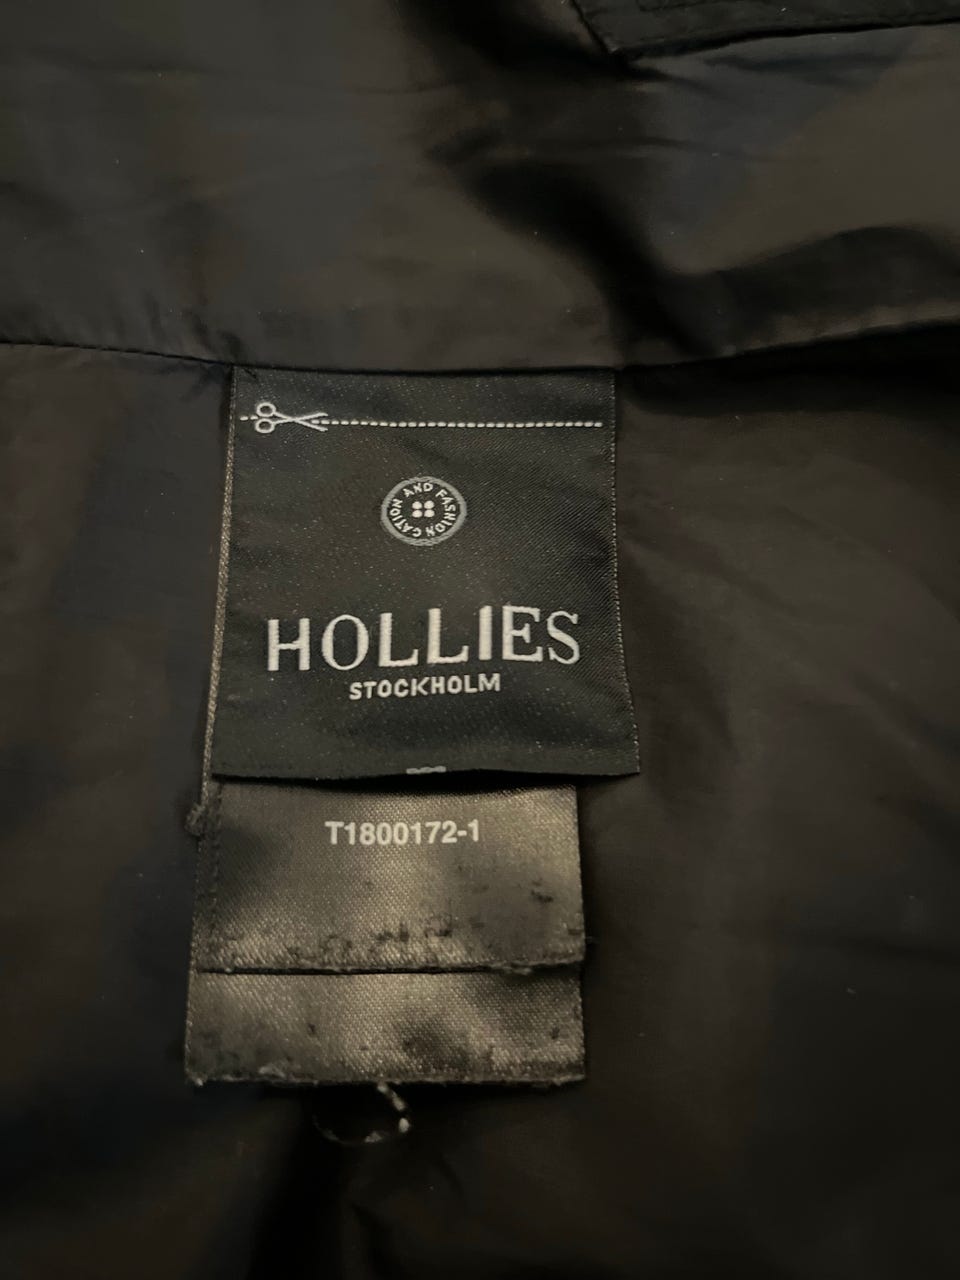 CATION AND FASHION
HOLLIES
STOCKHOLM
T1800172-1